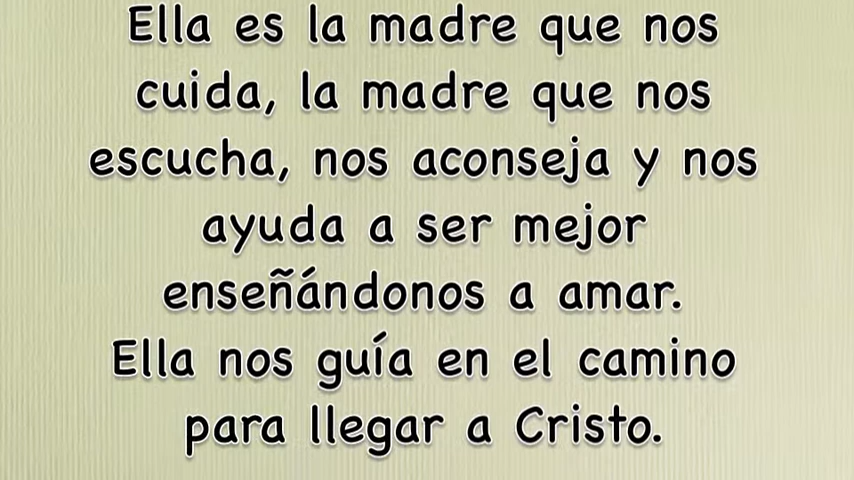 Ella es la madre que nos
cuida, la madre que nos
escucha, nos aconseja y nos
ayuda a ser mejor
enseñándonos a amar.
Ella nos guía en el camino
para llegar a Cristo.